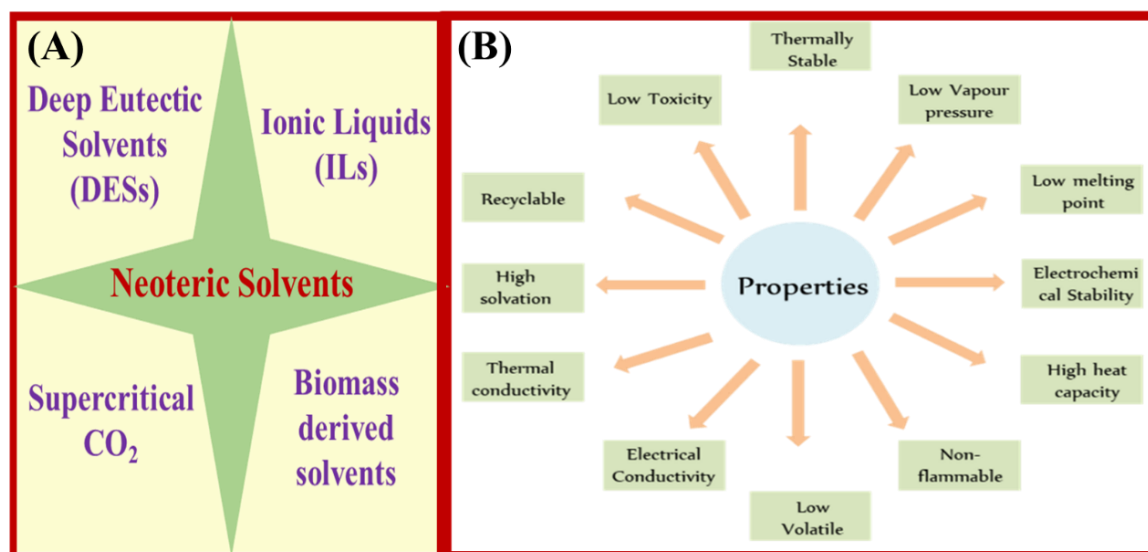 (A)
Deep Eutectic
Solvents
(DESs)
Ionic Liquids
(ILs)
Neoteric Solvents
Supercritical
CO₂
Biomass
derived
solvents
(B)
Thermally
Stable
Low Toxicity
Low Vapour
pressure
Recyclable
Low melting
point
High
solvation
Properties
Electrochemi
cal Stability
Thermal
conductivity
High heat
capacity
Electrical
Conductivity
Non-
flammable
Low
Volatile